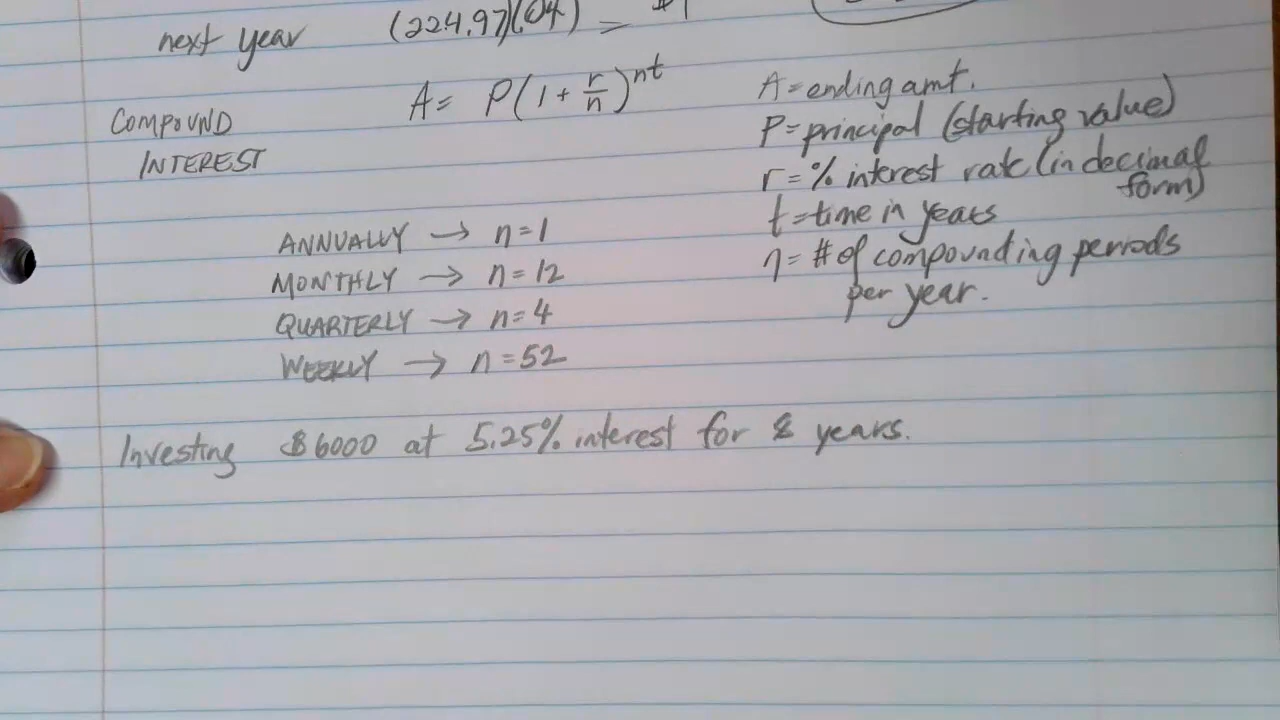 next year (224.97)(.04) =
COMPOUND INTEREST
A = P(1 + r/n)^nt
A = ending amt.
P = principal (starting value)
r = % interest rate (in decimal form)
t = time in years
n = # of compounding periods per year.
ANNUALLY → n = 1
MONTHLY → n = 12
QUARTERLY → n = 4
WEEKLY → n = 52
Investing $6000 at 5.25% interest for 8 years.